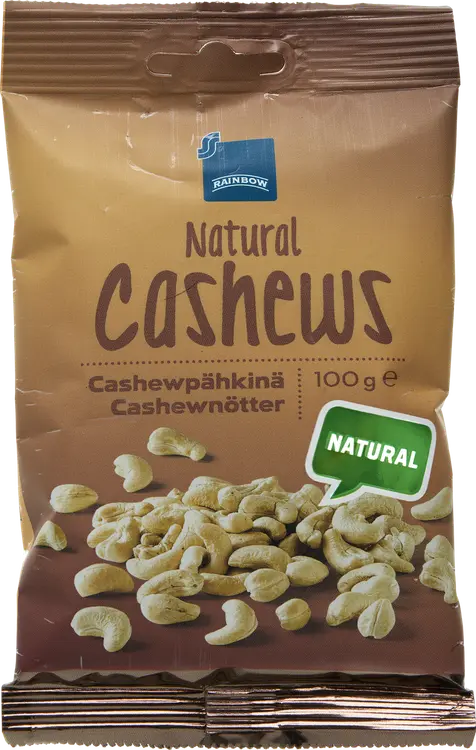 RAINBOW
Natural
Cashews
Cashewpähkinä
Cashewnötter
100 g ℮
NATURAL